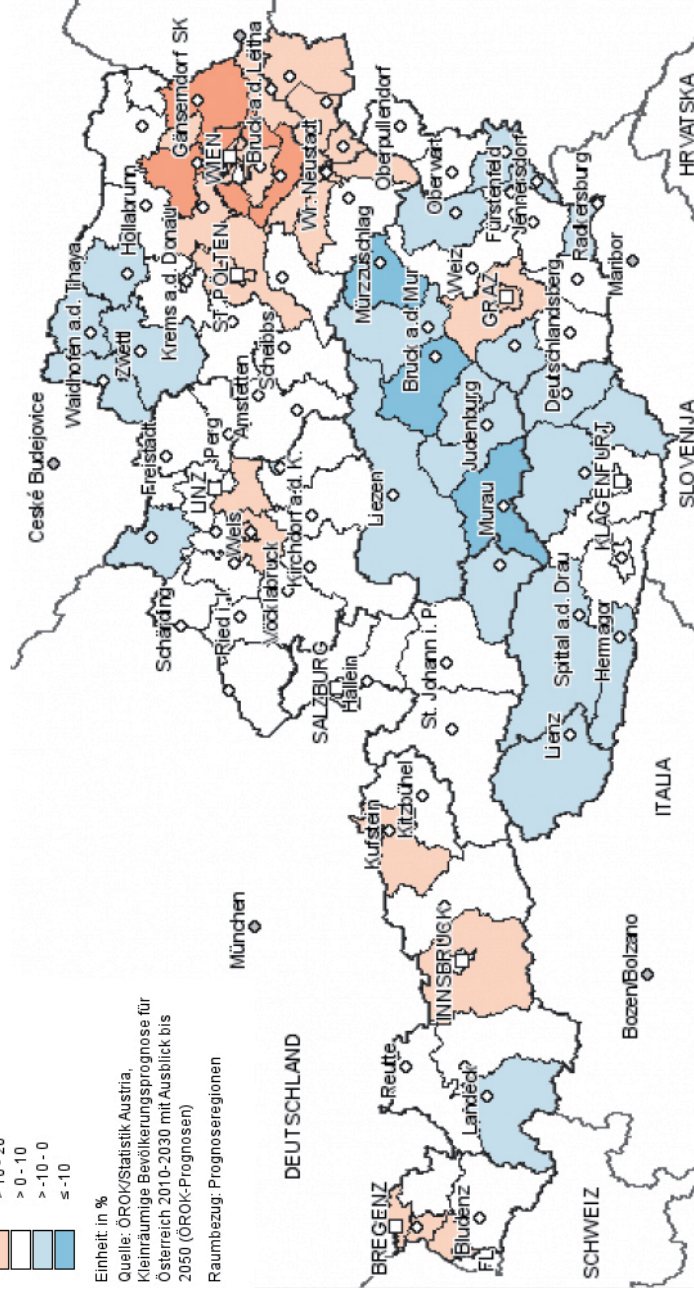 > 0 - 10
> -10 - 0
≤ -10
Einheit: in %
Quelle: ÖROK/Statistik Austria,
Kleinräumige Bevölkerungsprognose für
Österreich 2010-2030 mit Ausblick bis
2050 (ÖROK-Prognosen)
Raumbezug: Prognoseregionen
DEUTSCHLAND
München
České Budejovice
SCHWEIZ
FL
ITALIA
Bozen/Bolzano
SLOVENIJA
Maribor
HRVATSKA
BREGENZ
Bludenz
Reutte
Landeck
INNSBRUCK
Kufstein
Kitzbühel
Lienz
SALZBURG
Hallein
St. Johann i. P.
Spittal a.d. Drau
Hermagor
KLAGENFURT
Schärding
Ried i. I.
Vöcklabruck
Wels
LINZ
Kirchdorf a.d. K.
Freistadt
Perg
Amstetten
Scheibbs
Liezen
Murau
Judenburg
Bruck a.d. Mur
Mürzzuschlag
Weiz
GRAZ
Deutschlandsberg
Radkersburg
Fürstenfeld
Jennersdorf
Oberwart
Oberpullendorf
Waidhofen a.d. Thaya
Zwettl
Krems a.d. Donau
Hollabrunn
ST. PÖLTEN
WIEN
Gänserndorf
SK
Bruck a.d. Leitha
Wr. Neustadt